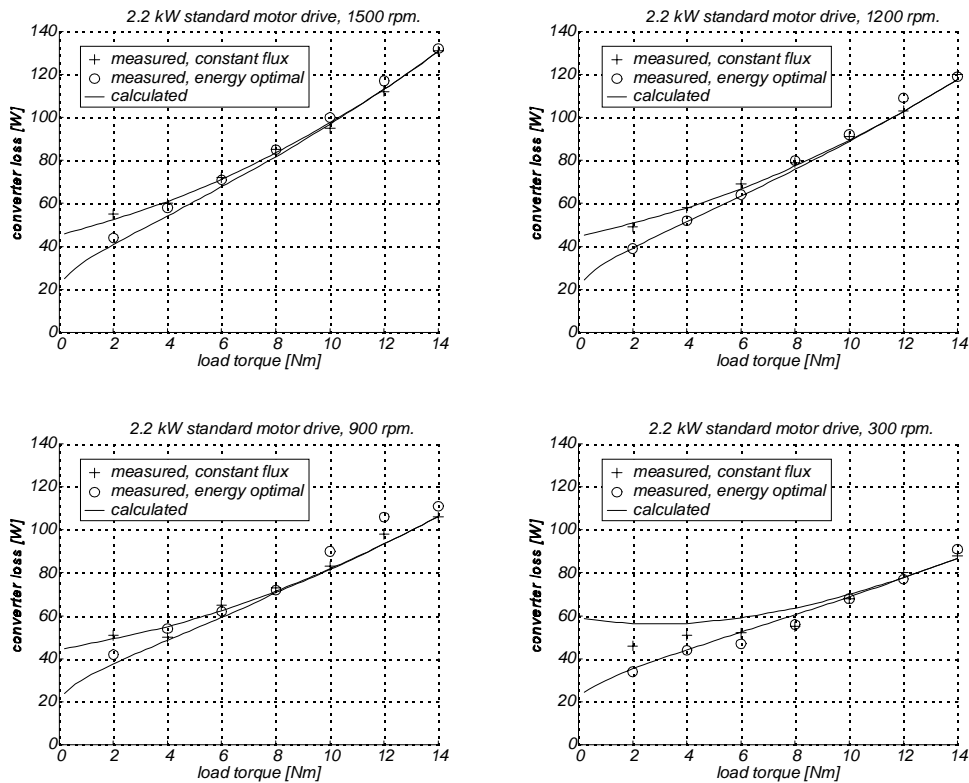 2.2 kW standard motor drive, 1500 rpm.
140
120
100
80
60
40
20
0
converter loss [W]
measured, constant flux
measured, energy optimal
calculated
0 2 4 6 8 10 12 14
load torque [Nm]
2.2 kW standard motor drive, 1200 rpm.
140
120
100
80
60
40
20
0
converter loss [W]
measured, constant flux
measured, energy optimal
calculated
0 2 4 6 8 10 12 14
load torque [Nm]
2.2 kW standard motor drive, 900 rpm.
140
120
100
80
60
40
20
0
converter loss [W]
measured, constant flux
measured, energy optimal
calculated
0 2 4 6 8 10 12 14
load torque [Nm]
2.2 kW standard motor drive, 300 rpm.
140
120
100
80
60
40
20
0
converter loss [W]
measured, constant flux
measured, energy optimal
calculated
0 2 4 6 8 10 12 14
load torque [Nm]